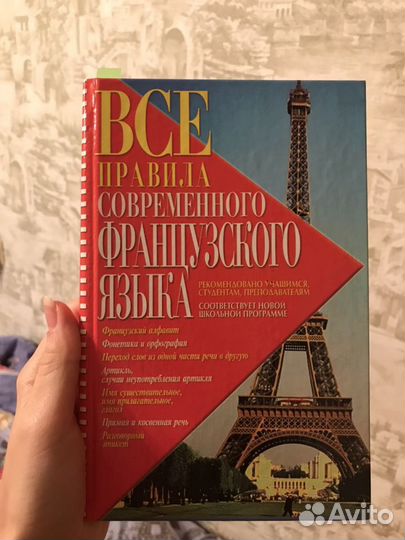 ВСЕ
ПРАВИЛА
СОВРЕМЕННОГО
ФРАНЦУЗСКОГО
ЯЗЫКА
РЕКОМЕНДОВАНО УЧАЩИМСЯ,
СТУДЕНТАМ, ПРЕПОДАВАТЕЛЯМ
СООТВЕТСТВУЕТ НОВОЙ
ШКОЛЬНОЙ ПРОГРАММЕ
Французский алфавит
Фонетика и орфография
Переход слов из одной части речи в другую
Артикль,
случаи неупотребления артикля
Имя существительное,
имя прилагательное,
глагол
Прямая и косвенная речь
Разговорный
этикет
Avito